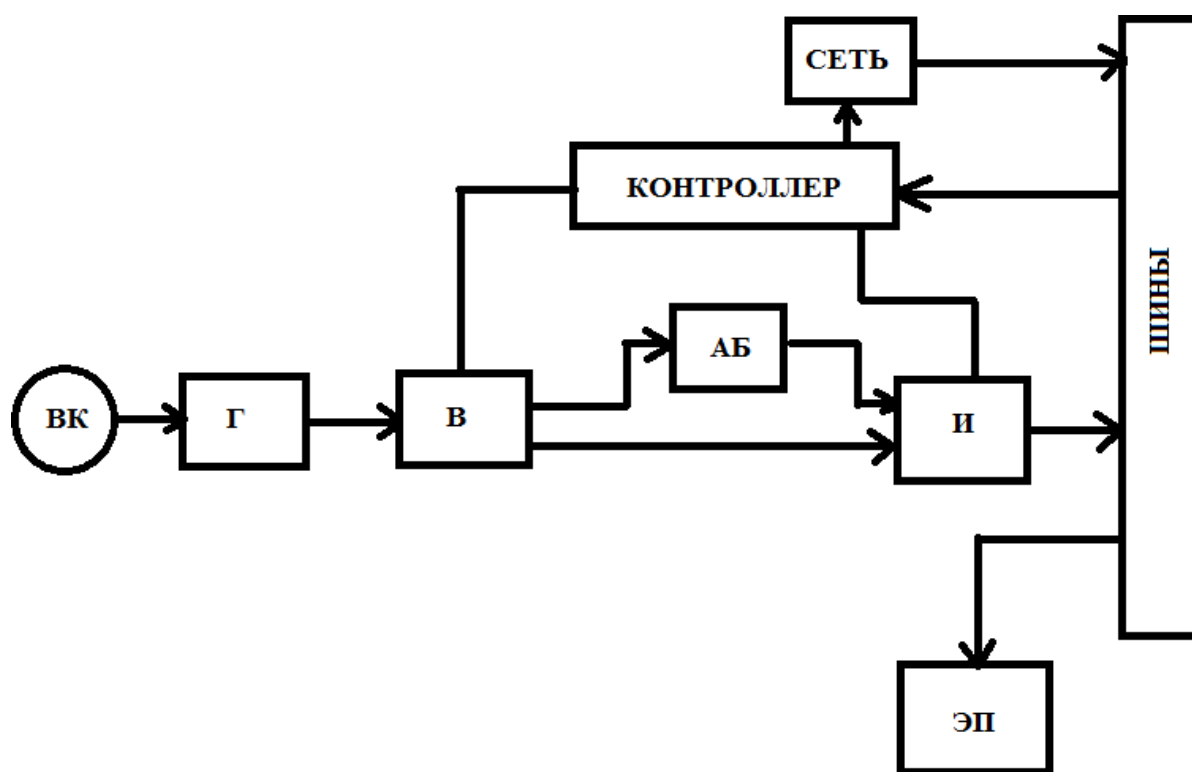 СЕТЬ
КОНТРОЛЛЕР
ШИНЫ
АБ
ВК
Г
В
И
ЭП